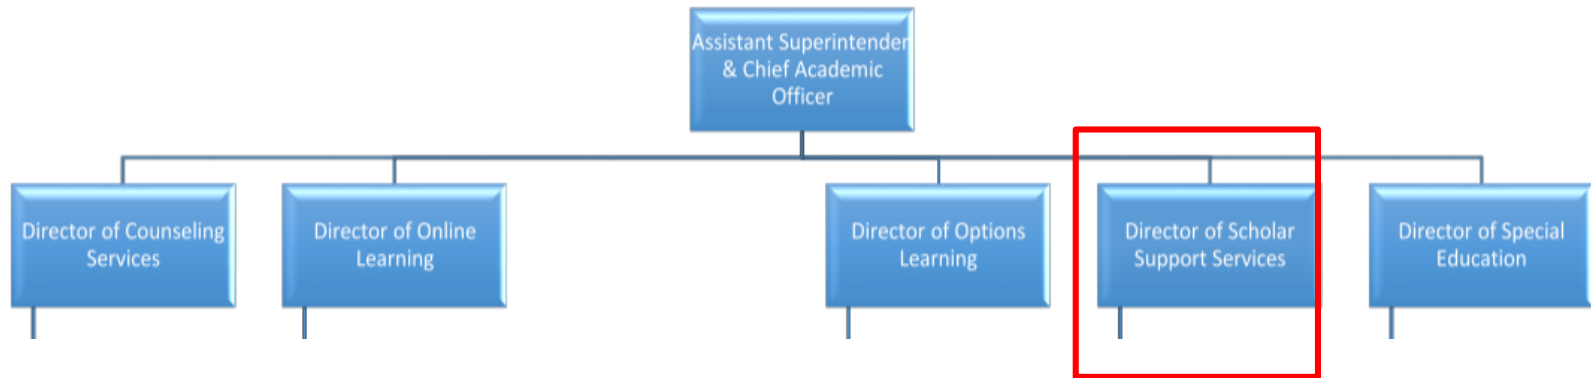 Assistant Superintender
& Chief Academic
Officer
Director of Counseling
Services
Director of Online
Learning
Director of Options
Learning
Director of Scholar
Support Services
Director of Special
Education